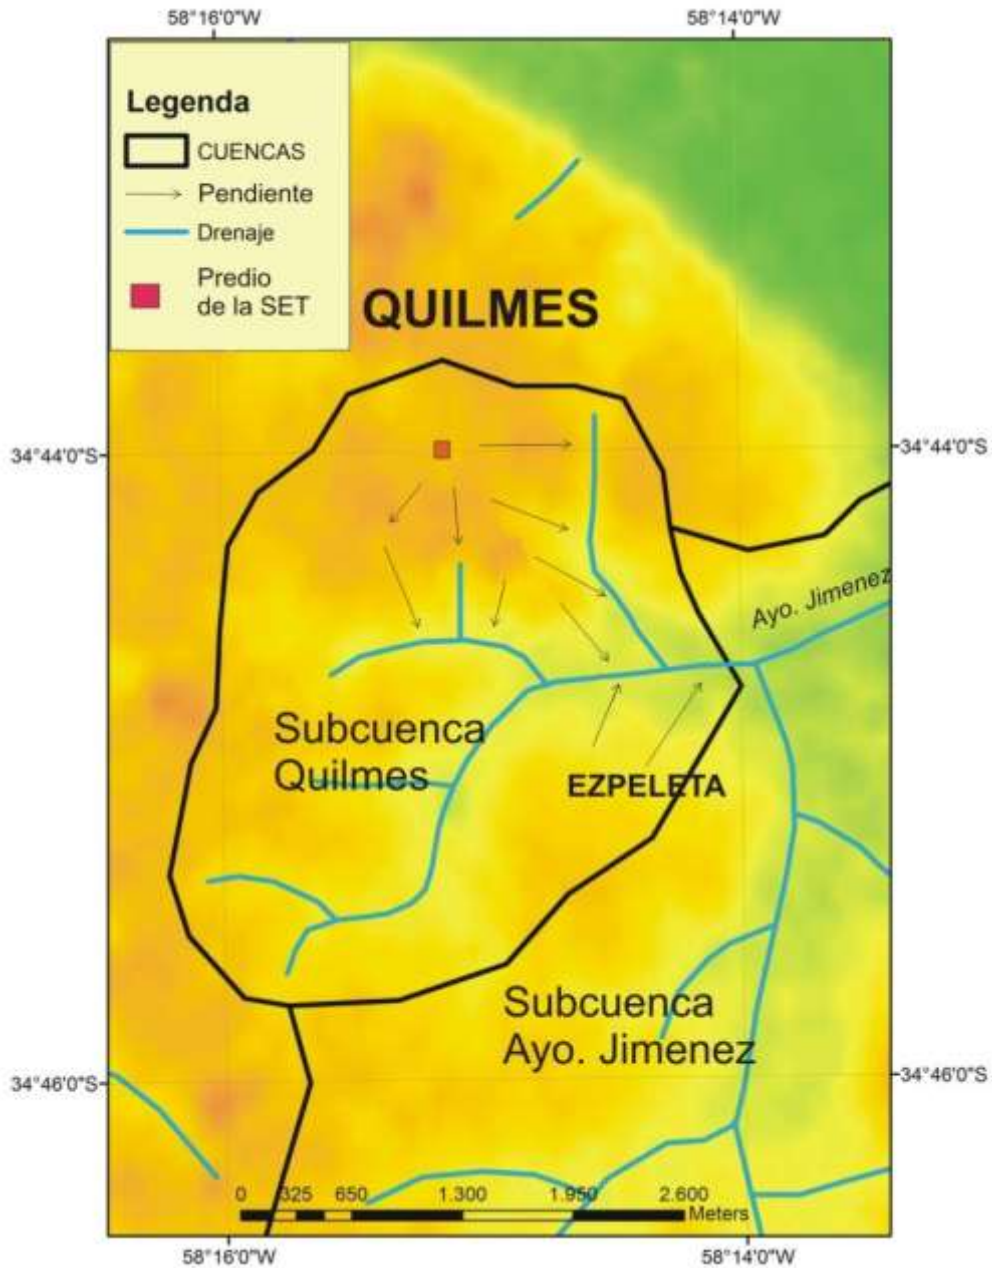 58°16'0"W
58°14'0"W
Legenda
CUENCAS
Pendiente
Drenaje
Predio
de la SET
QUILMES
34°44'0"S
34°44'0"S
Ayo. Jimenez
Subcuenca
Quilmes
EZPELETA
Subcuenca
Ayo. Jimenez
34°46'0"S
34°46'0"S
0 325 650 1.300 1.950 2.600
Meters
58°16'0"W
58°14'0"W